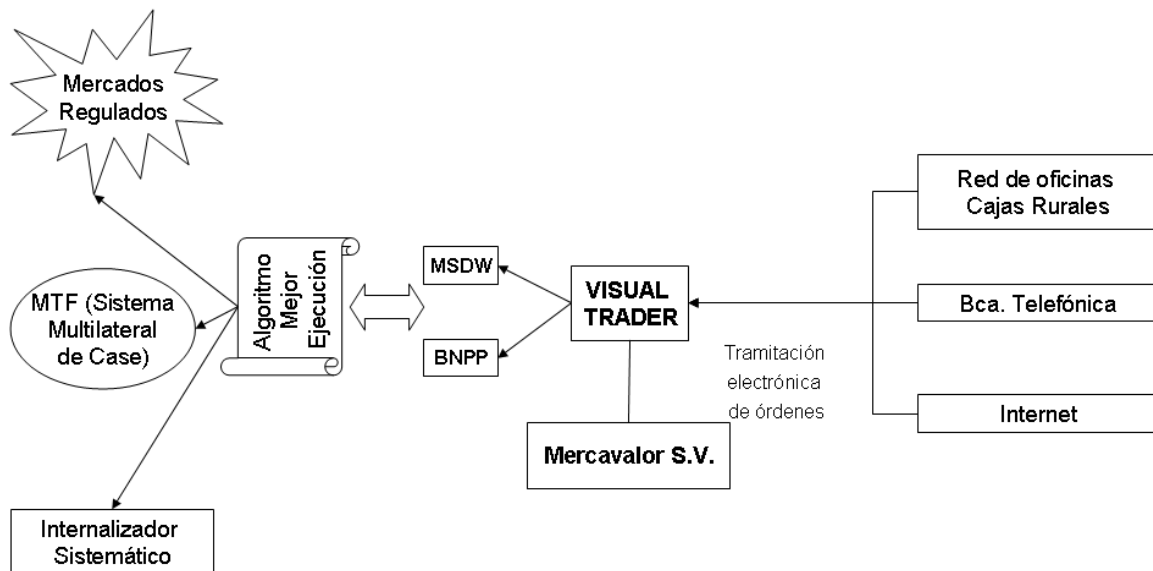 Mercados
Regulados
MTF (Sistema
Multilateral
de Case)
Internalizador
Sistemático
Algoritmo
Mejor
Ejecución
MSDW
BNPP
VISUAL
TRADER
Mercavalor S.V.
Tramitación
electrónica
de órdenes
Red de oficinas
Cajas Rurales
Bca. Telefónica
Internet